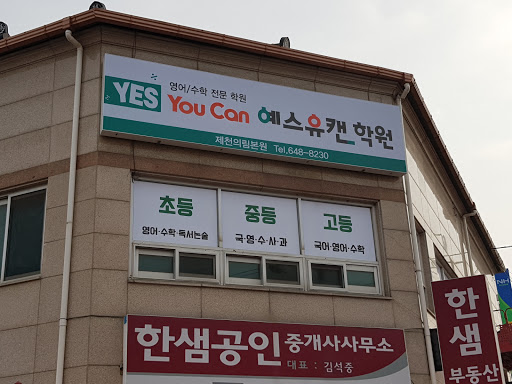 영어/수학 전문 학원
YES You Can 예스유캔학원
제천의림본원 Tel.648-8230
초등 중등 고등
영어·수학·독서논술 국·영·수·사·과 국어·영어·수학
한샘공인중개사사무소
대표 : 김석중
한샘
부동산